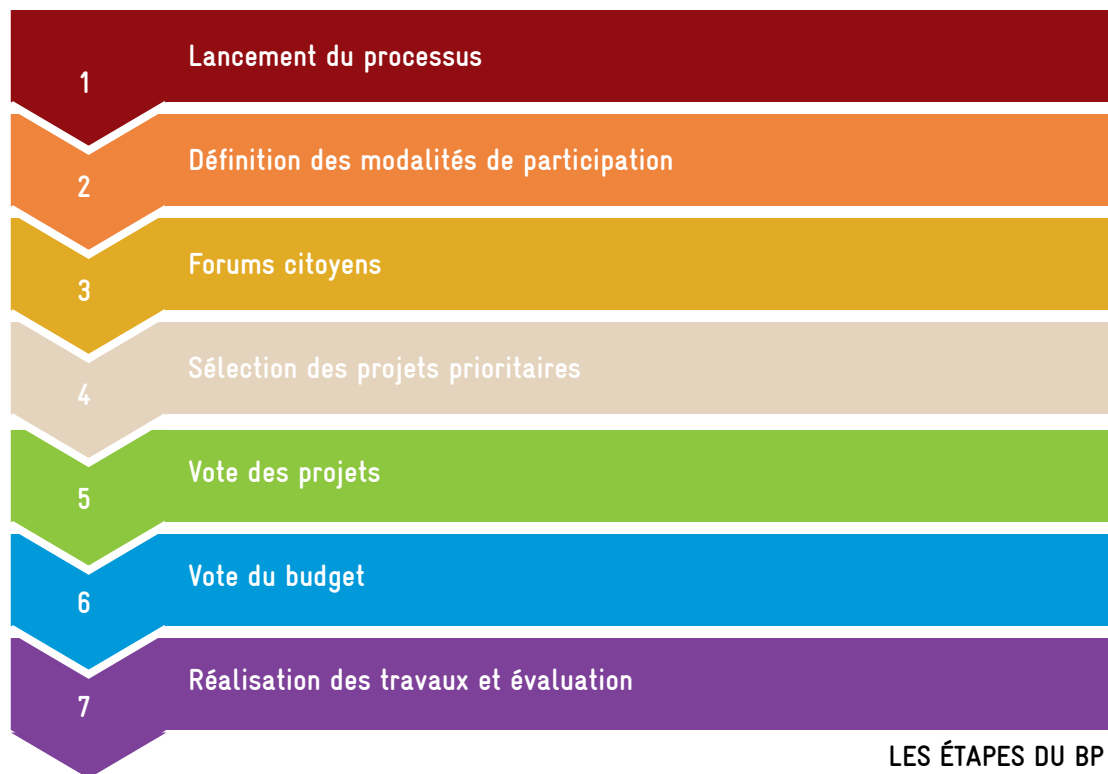 1
Lancement du processus
2
Définition des modalités de participation
3
Forums citoyens
4
Sélection des projets prioritaires
5
Vote des projets
6
Vote du budget
7
Réalisation des travaux et évaluation
LES ÉTAPES DU BP